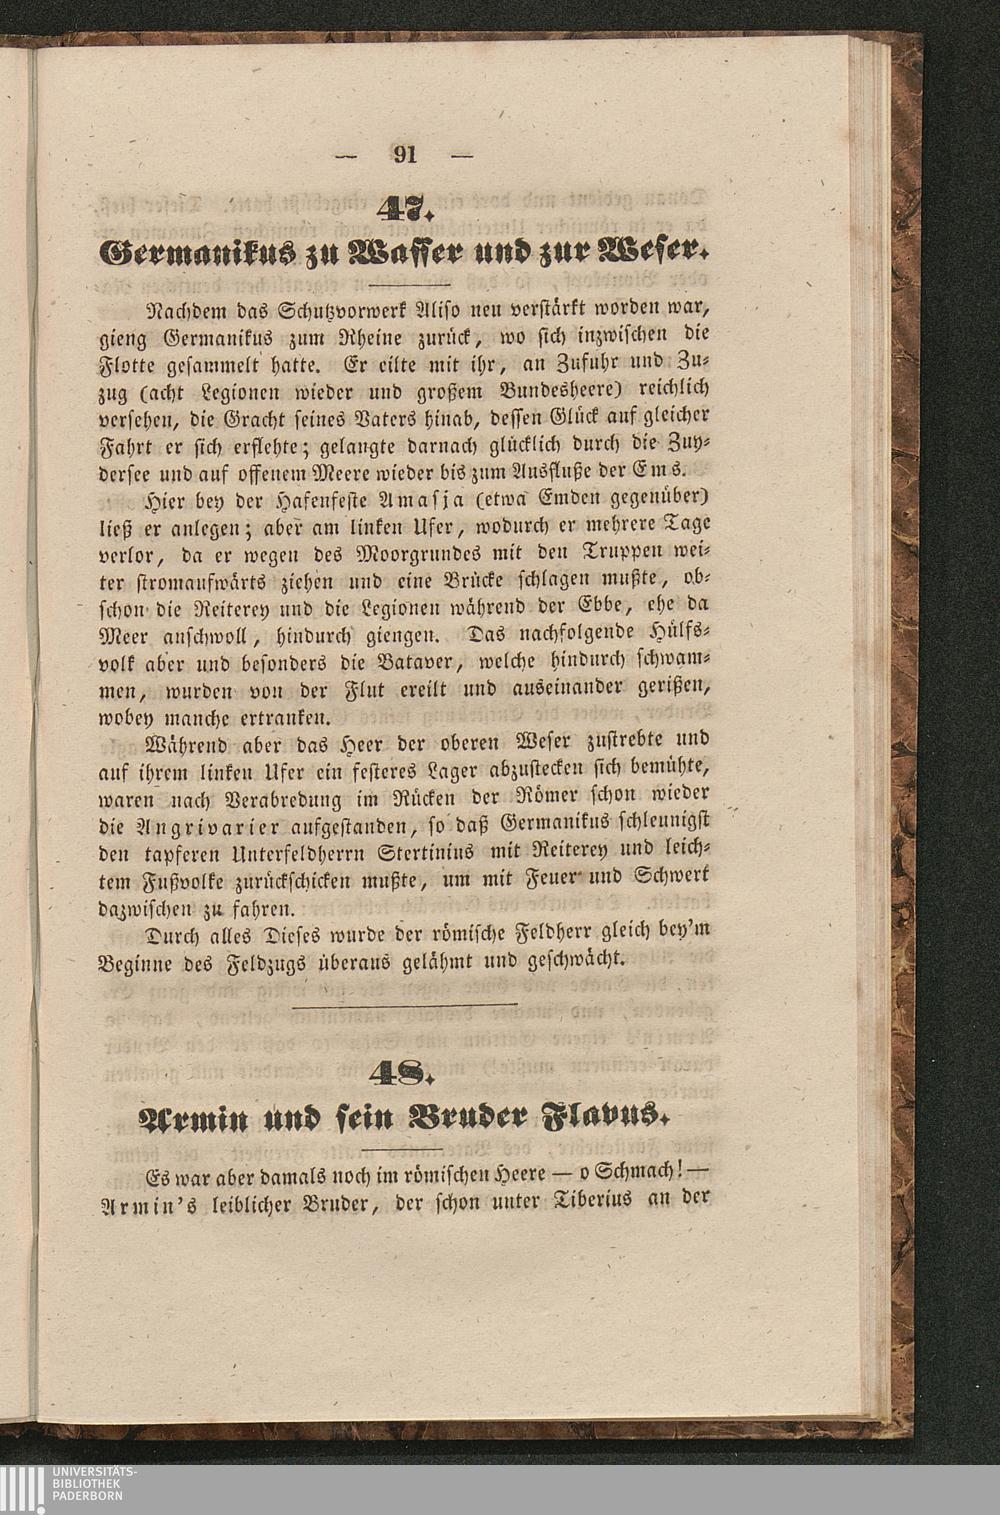 — 91 —
47.
Germanikus zu Wasser und zur Weser.
Nachdem das Schutzvorwerk Aliso neu verstärkt worden war,
gieng Germanikus zum Rheine zurück, wo sich inzwischen die
Flotte gesammelt hatte. Er eilte mit ihr, an Zufuhr und Zu⸗
zug (acht Legionen wieder und großem Bundesheere) reichlich
versehen, die Gracht seines Vaters hinab, dessen Glück auf gleicher
Fahrt er sich erflehte; gelangte darnach glücklich durch die Zuy⸗
dersee und auf offenem Meere wieder bis zum Ausfluße der Ems.
Hier bey der Hafenfeste Amasja (etwa Emden gegenüber)
ließ er anlegen; aber am linken Ufer, wodurch er mehrere Tage
verlor, da er wegen des Moorgrundes mit den Truppen wei⸗
ter stromaufwärts ziehen und eine Brücke schlagen mußte, ob⸗
schon die Reiterey und die Legionen während der Ebbe, ehe da
Meer anschwoll, hindurch giengen. Das nachfolgende Hülfs⸗
volk aber und besonders die Bataver, welche hindurch schwam⸗
men, wurden von der Flut ereilt und auseinander gerißen,
wobey manche ertranken.
Während aber das Heer der oberen Weser zustrebte und
auf ihrem linken Ufer ein festeres Lager abzustecken sich bemühte,
waren nach Verabredung im Rücken der Römer schon wieder
die Angrivarier aufgestanden, so daß Germanikus schleunigst
den tapferen Unterfeldherrn Stertinius mit Reiterey und leich⸗
tem Fußvolke zurückschicken mußte, um mit Feuer und Schwert
dazwischen zu fahren.
Durch alles Dieses wurde der römische Feldherr gleich bey'm
Beginne des Feldzugs überaus gelähmt und geschwächt.
48.
Armin und sein Bruder Flavus.
Es war aber damals noch im römischen Heere — o Schmach! —
Armin's leiblicher Bruder, der schon unter Tiberius an der
UNIVERSITÄTS-
BIBLIOTHEK
PADERBORN